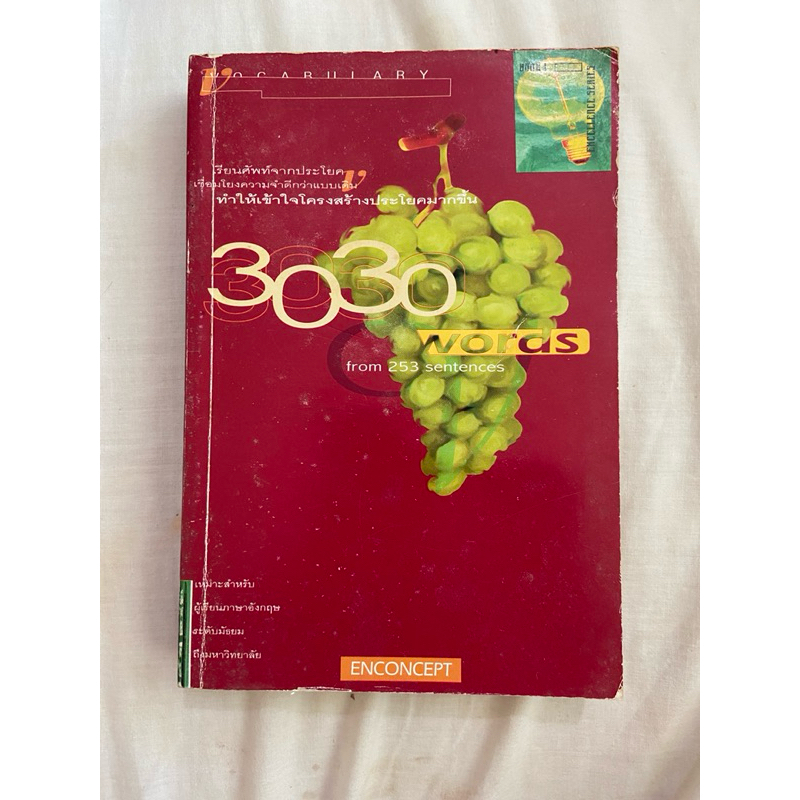 VOCABULARY
EXCELLENCE SERIES
เรียนศัพท์จากประโยค
เชื่อมโยงความจำดีกว่าแบบเดิม
ทำให้เข้าใจโครงสร้างประโยคมากขึ้น
3030
words
from 253 sentences
เหมาะสำหรับ
ผู้เรียนภาษาอังกฤษ
ระดับมัธยม
ถึงมหาวิทยาลัย
ENCONCEPT